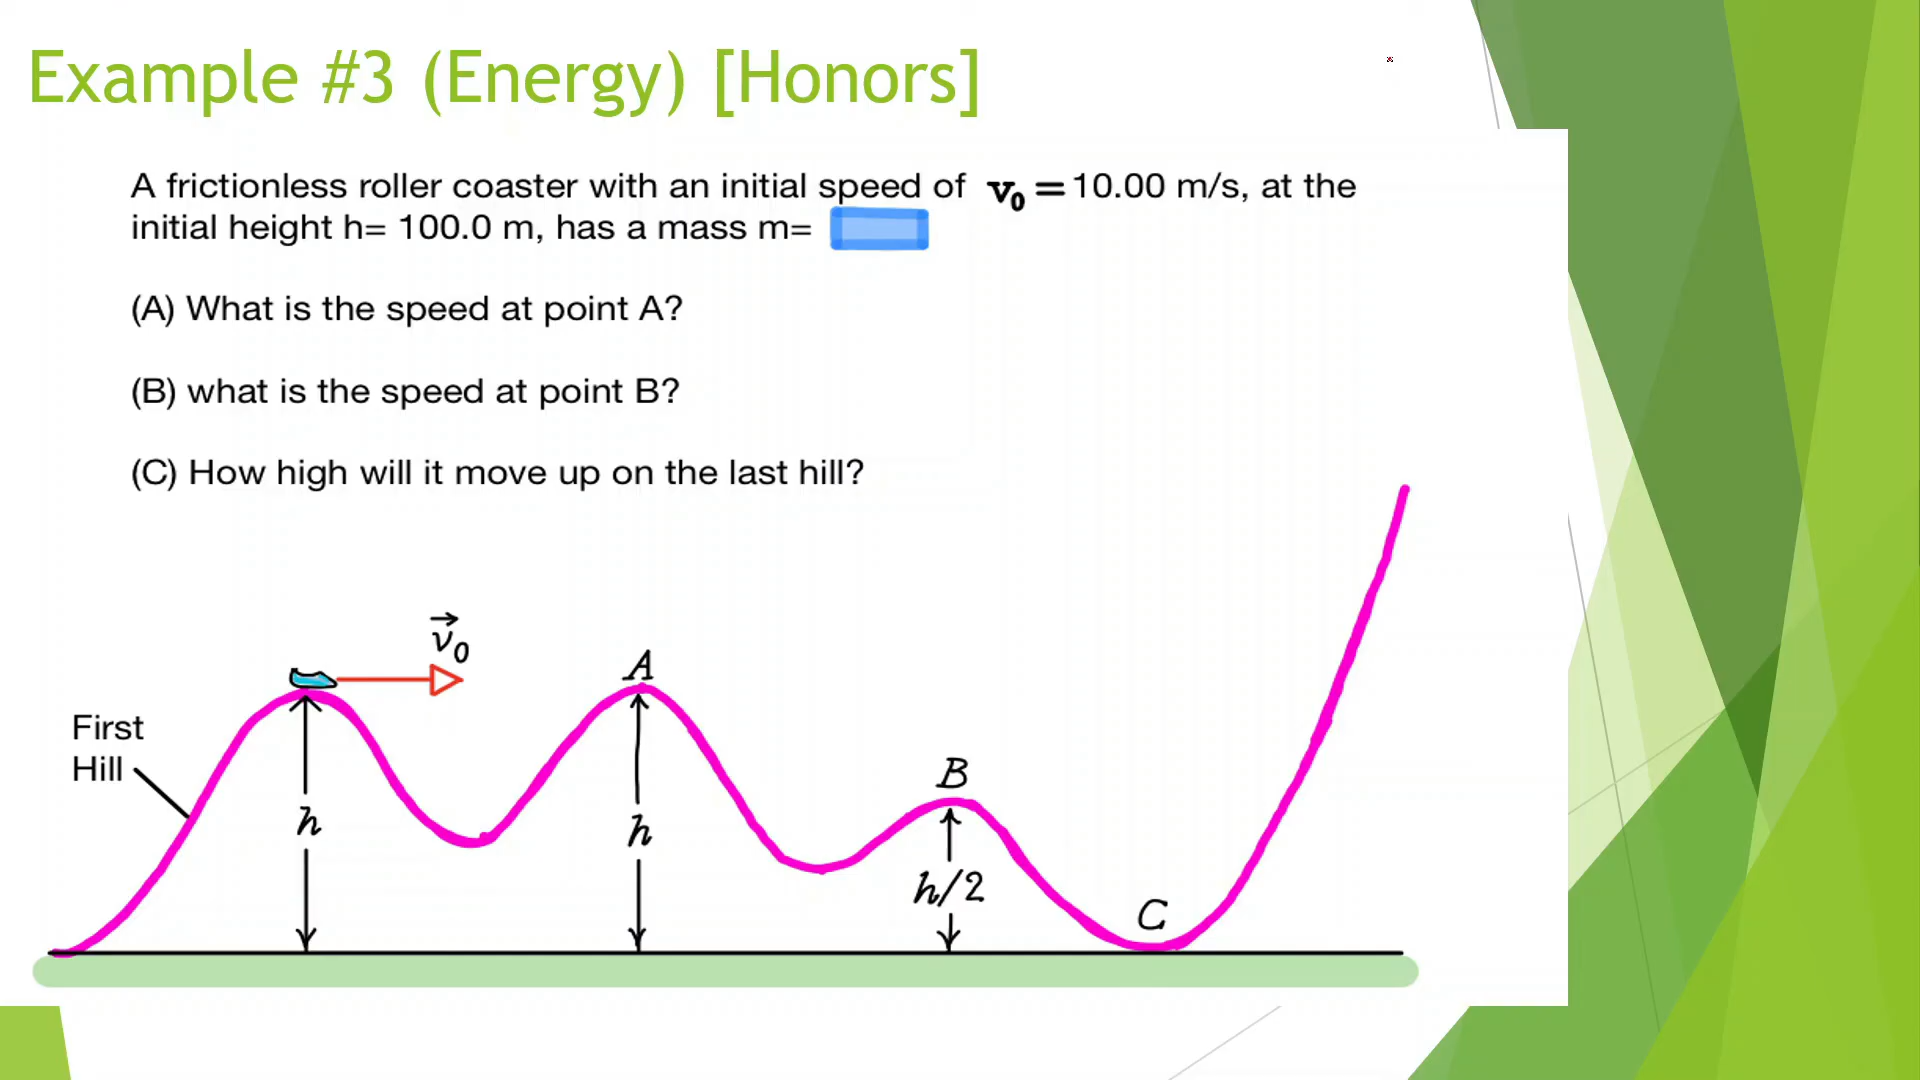 Example #3 (Energy) [Honors]
A frictionless roller coaster with an initial speed of v₀ = 10.00 m/s, at the
initial height h= 100.0 m, has a mass m=
(A) What is the speed at point A?
(B) what is the speed at point B?
(C) How high will it move up on the last hill?
v₀
A
First
Hill
B
h
h
h/2
C